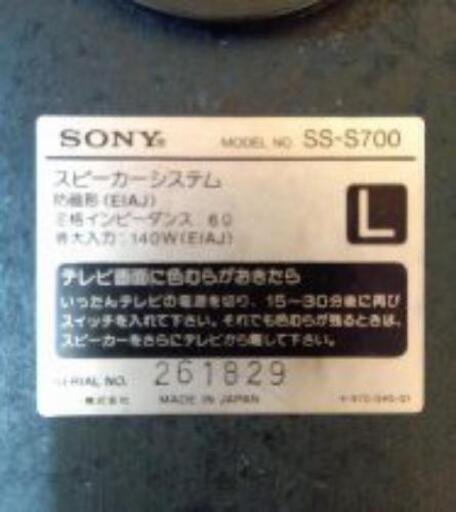 SONY® MODEL NO. SS-S700
スピーカーシステム
防磁形(EIAJ)
定格インピーダンス 6Ω
最大入力:140W(EIAJ)
L
テレビ画面に色むらがおきたら
いったんテレビの電源を切り、15〜30分後に再び
スイッチを入れて下さい。それでも色むらが残るときは、
スピーカーをさらにテレビから離して下さい。
SERIAL NO. 261829
株式会社 MADE IN JAPAN